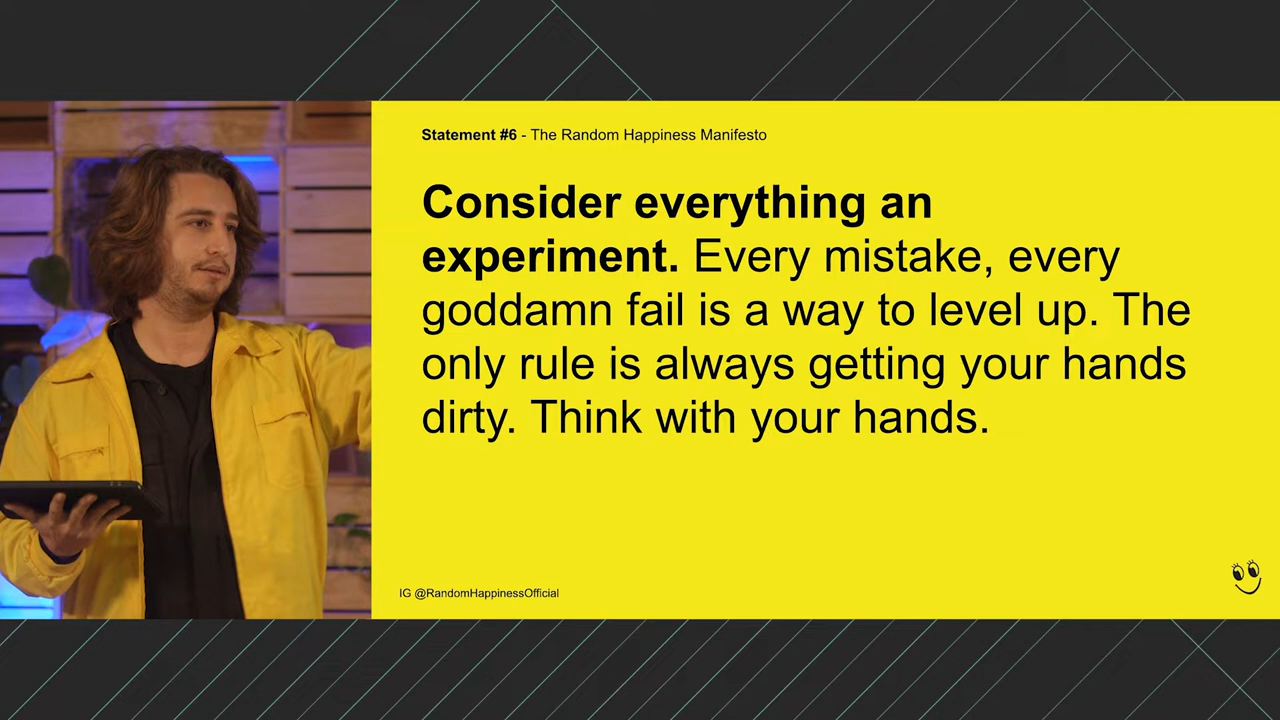 Statement #6 - The Random Happiness Manifesto
Consider everything an
experiment. Every mistake, every
goddamn fail is a way to level up. The
only rule is always getting your hands
dirty. Think with your hands.
IG @RandomHappinessOfficial